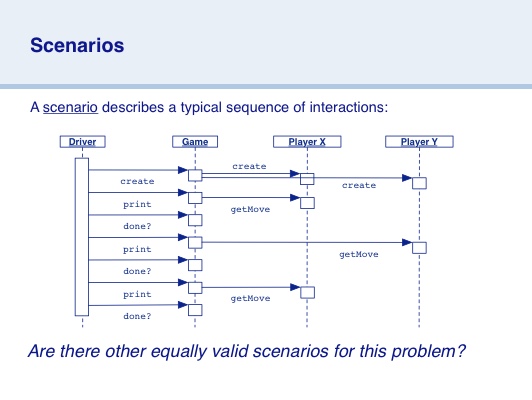 Scenarios
A scenario describes a typical sequence of interactions:
Driver Game Player X Player Y
create
create create
print getMove
done?
print getMove
done?
print getMove
done?
Are there other equally valid scenarios for this problem?